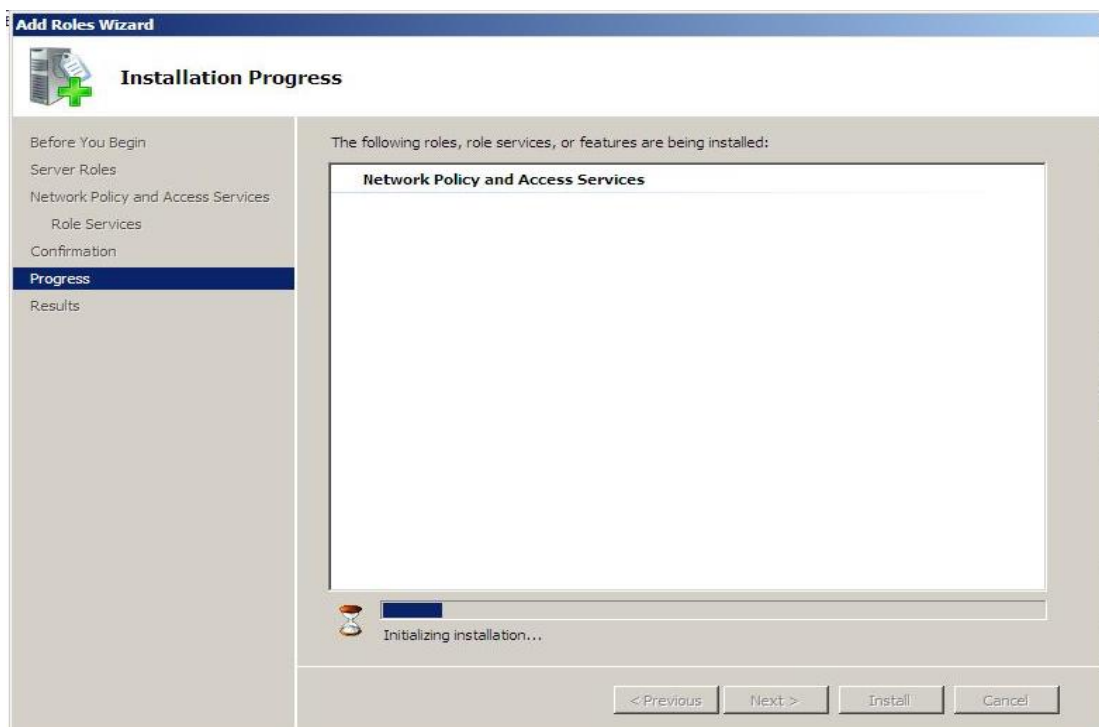 Add Roles Wizard
Installation Progress
Before You Begin
Server Roles
Network Policy and Access Services
Role Services
Confirmation
Progress
Results
The following roles, role services, or features are being installed:
Network Policy and Access Services
Initializing installation...
< Previous
Next >
Install
Cancel